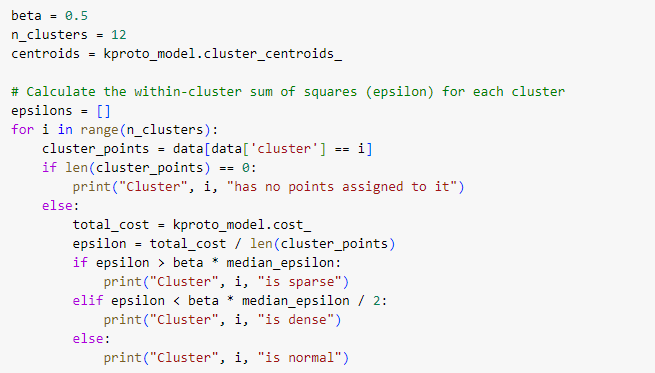 beta = 0.5
n_clusters = 12
centroids = kproto_model.cluster_centroids_

# Calculate the within-cluster sum of squares (epsilon) for each cluster
epsilons = []
for i in range(n_clusters):
    cluster_points = data[data['cluster'] == i]
    if len(cluster_points) == 0:
        print("Cluster", i, "has no points assigned to it")
    else:
        total_cost = kproto_model.cost_
        epsilon = total_cost / len(cluster_points)
        if epsilon > beta * median_epsilon:
            print("Cluster", i, "is sparse")
        elif epsilon < beta * median_epsilon / 2:
            print("Cluster", i, "is dense")
        else:
            print("Cluster", i, "is normal")